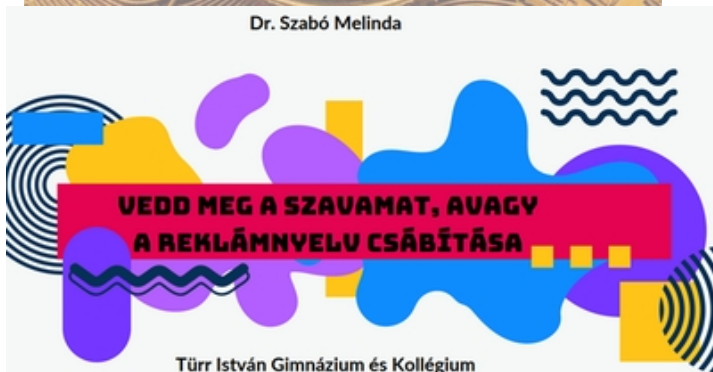 Dr. Szabó Melinda
VEDD MEG A SZAVAMAT, AVAGY
A REKLÁMNYELV CSÁBÍTÁSA
Türr István Gimnázium és Kollégium